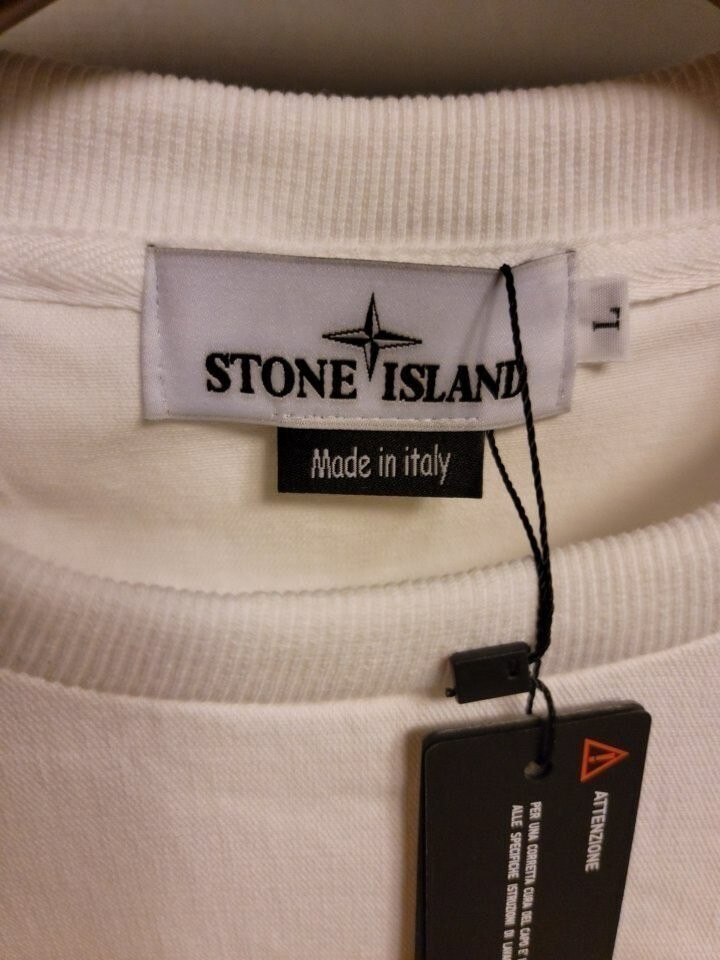 STONE ISLAND
L
Made in italy
ATTENZIONE
PER UNA CORRETTA CURA DEL CAPO E
ALLE SPECIFICHE ISTRUZIONI DI